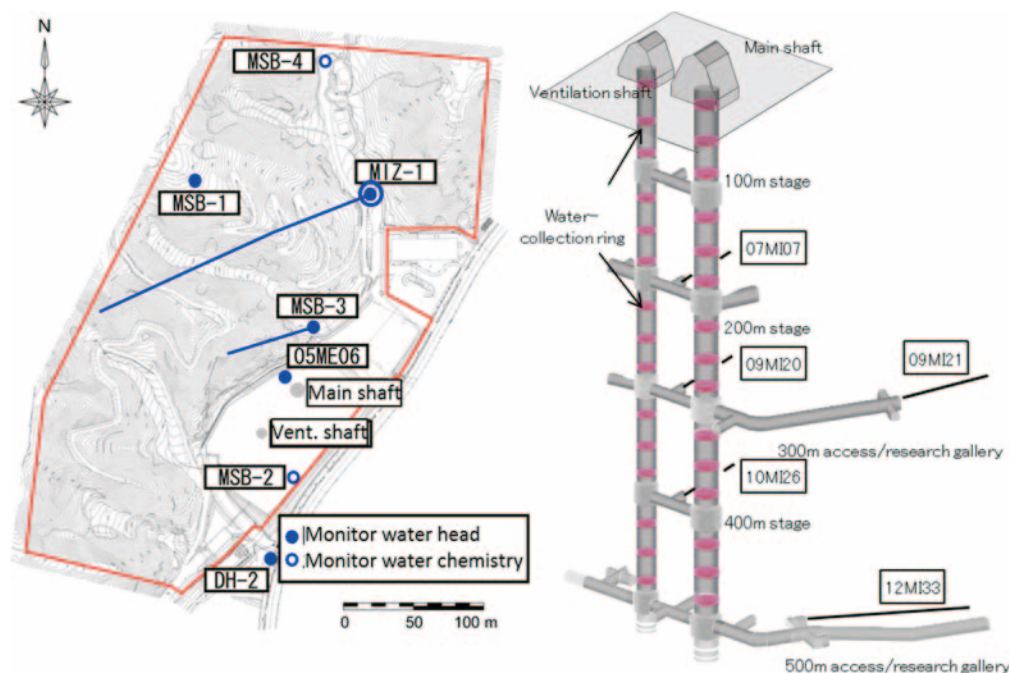 N
MSB-4
MIZ-1
MSB-1
MSB-3
05ME06
Main shaft
Vent. shaft
MSB-2
Monitor water head
Monitor water chemistry
DH-2
0 50 100 m
Main shaft
Ventilation shaft
100m stage
Water-
collection ring
07MI07
200m stage
09MI20
09MI21
300m access/research gallery
10MI26
400m stage
12MI33
500m access/research gallery